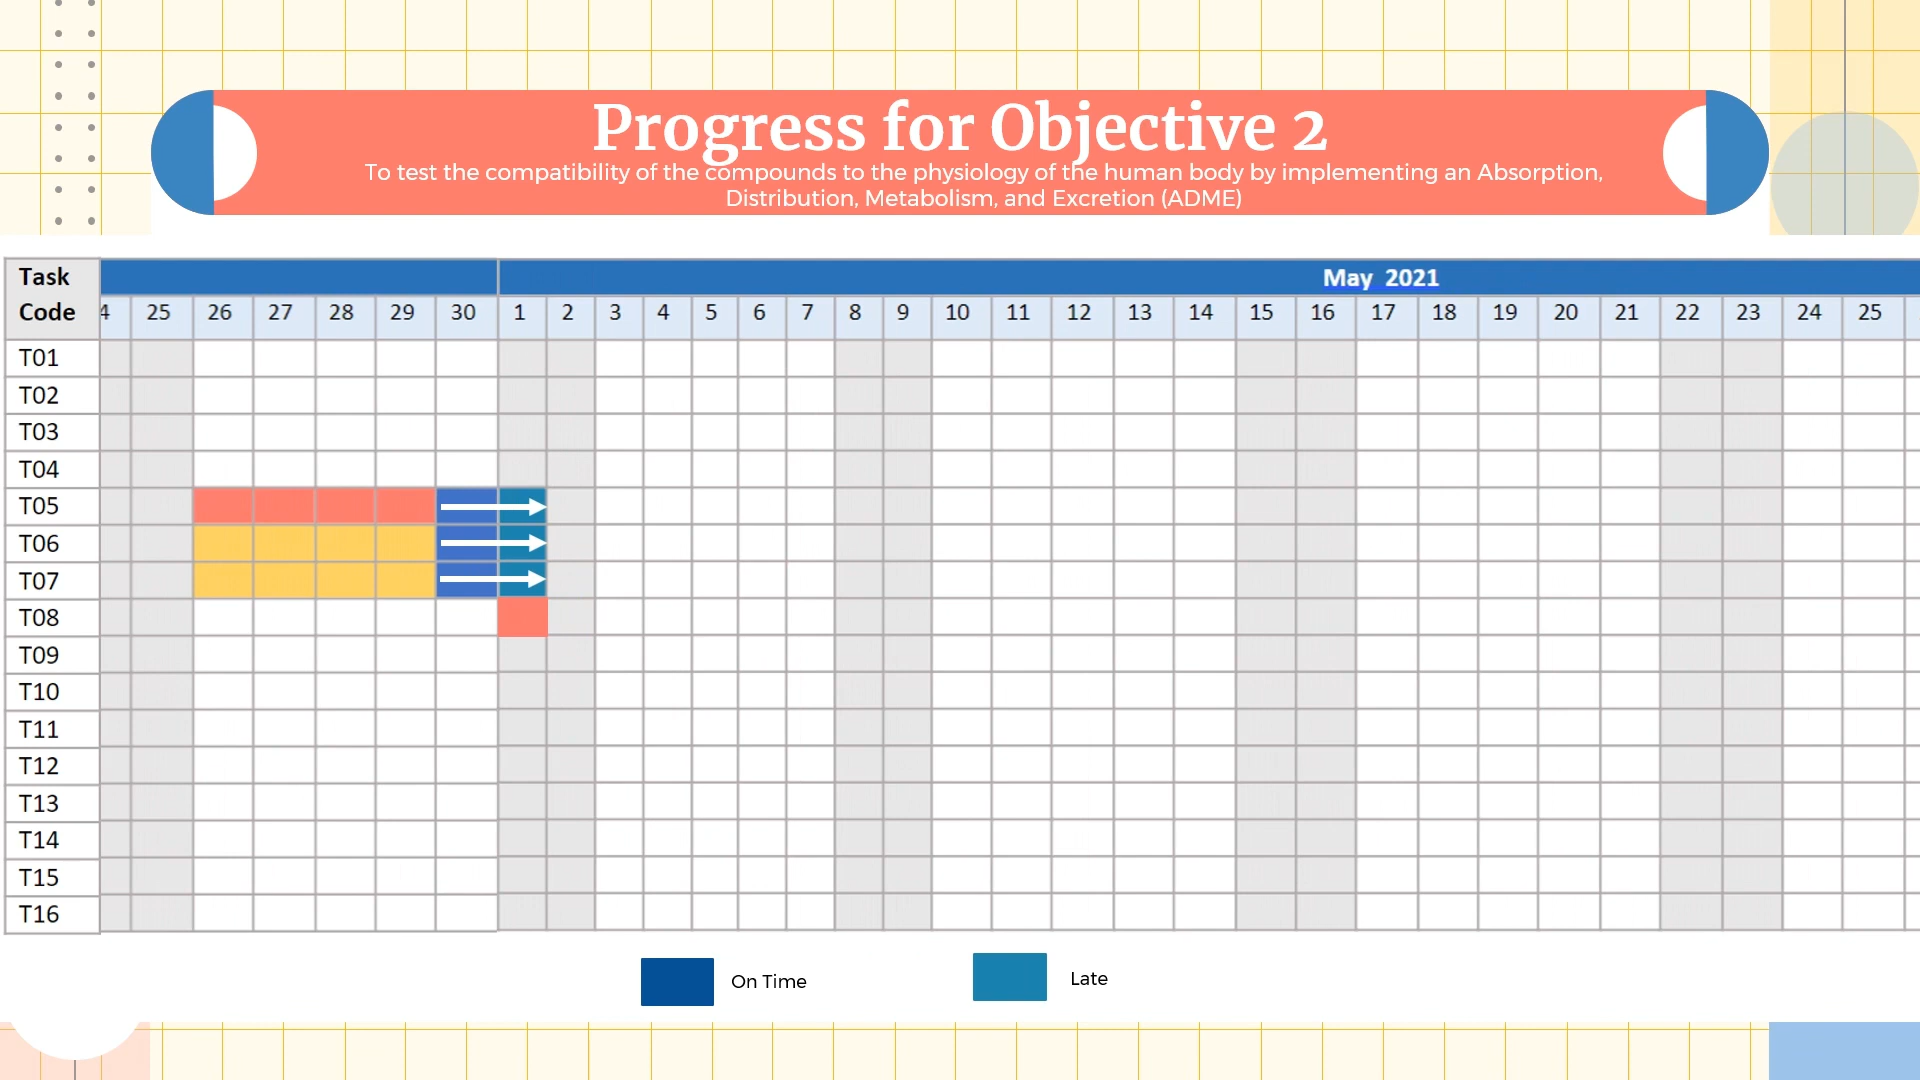 Progress for Objective 2
To test the compatibility of the compounds to the physiology of the human body by implementing an Absorption,
Distribution, Metabolism, and Excretion (ADME)
Task
Code
May 2021
4 25 26 27 28 29 30 1 2 3 4 5 6 7 8 9 10 11 12 13 14 15 16 17 18 19 20 21 22 23 24 25
T01
T02
T03
T04
T05
T06
T07
T08
T09
T10
T11
T12
T13
T14
T15
T16
On Time
Late